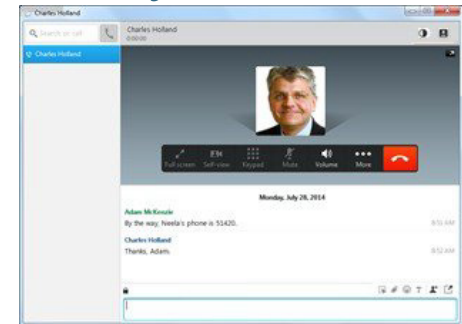 Charles Holland
Search or call
Charles Holland
0:00:00
Charles Holland
Full screen Self-view Keypad Mute Volume More
Monday, July 28, 2014
Adam McKenzie
By the way, Neela's phone is 51420. 8:51 AM
Charles Holland
Thanks, Adam. 8:52 AM